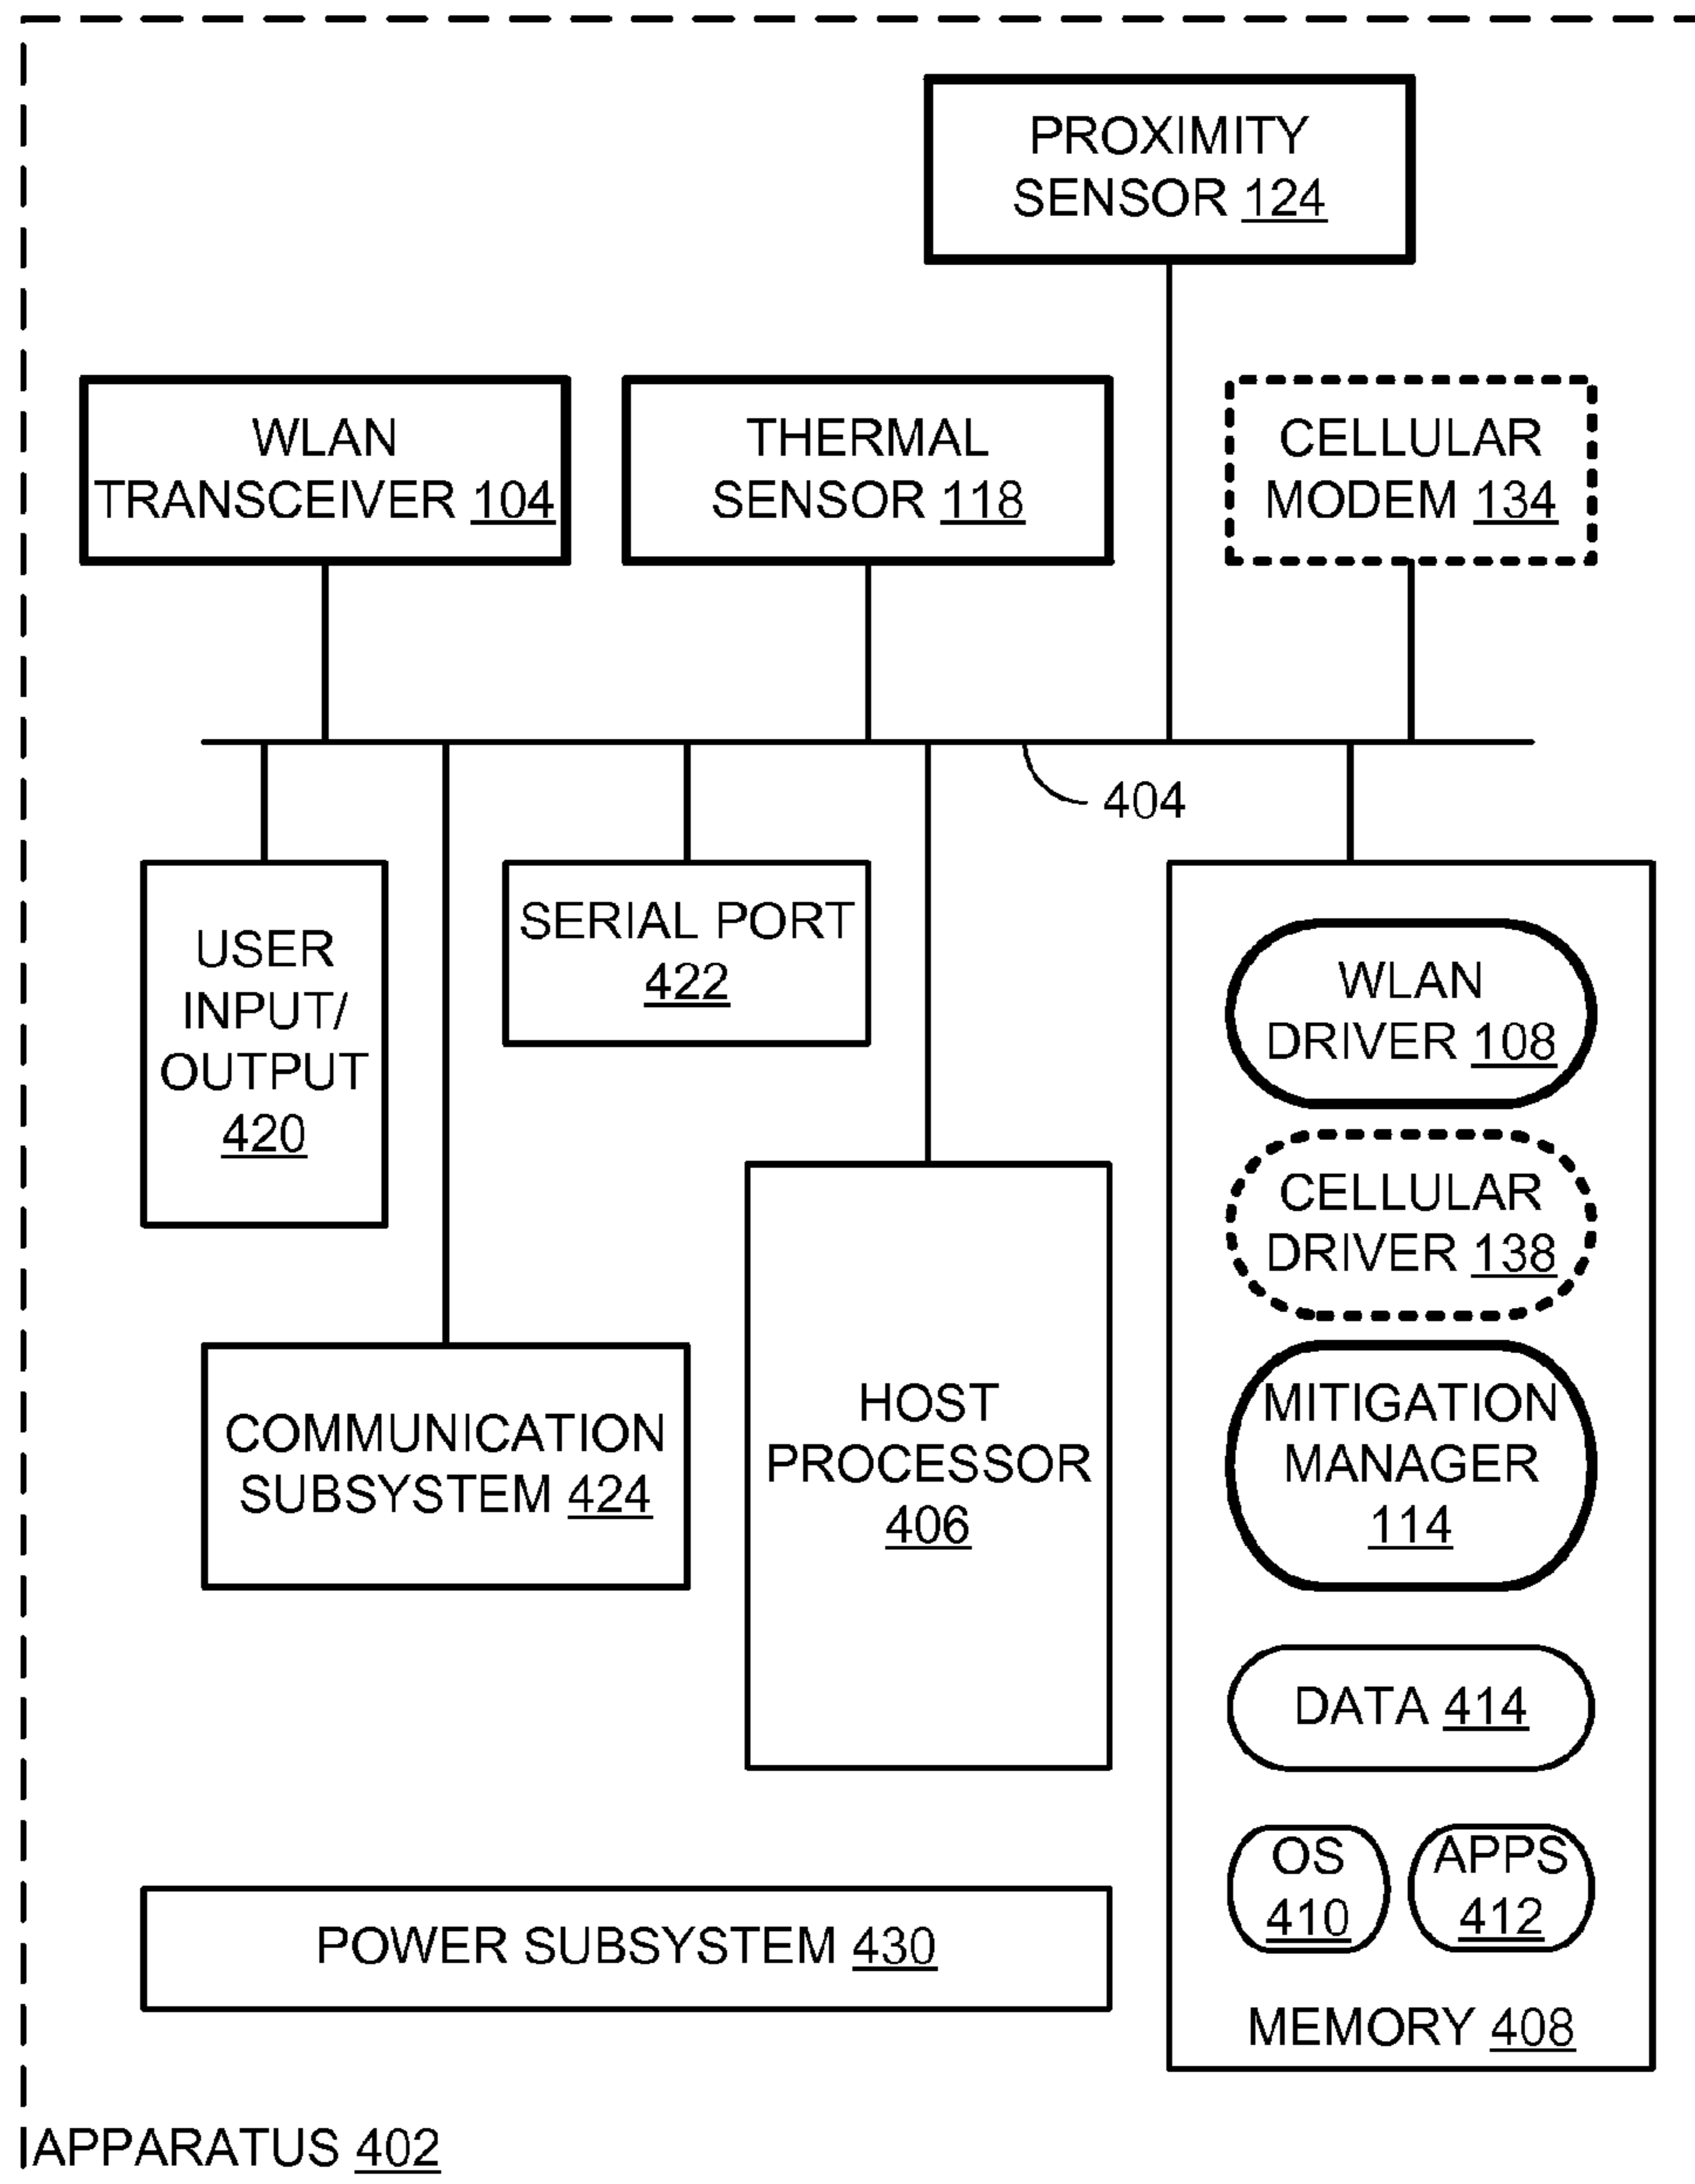 PROXIMITY
SENSOR 124
WLAN
TRANSCEIVER 104
THERMAL
SENSOR 118
CELLULAR
MODEM 134
404
USER
INPUT/
OUTPUT
420
SERIAL PORT
422
COMMUNICATION
SUBSYSTEM 424
HOST
PROCESSOR
406
WLAN
DRIVER 108
CELLULAR
DRIVER 138
MITIGATION
MANAGER
114
DATA 414
OS
410
APPS
412
MEMORY 408
POWER SUBSYSTEM 430
APPARATUS 402